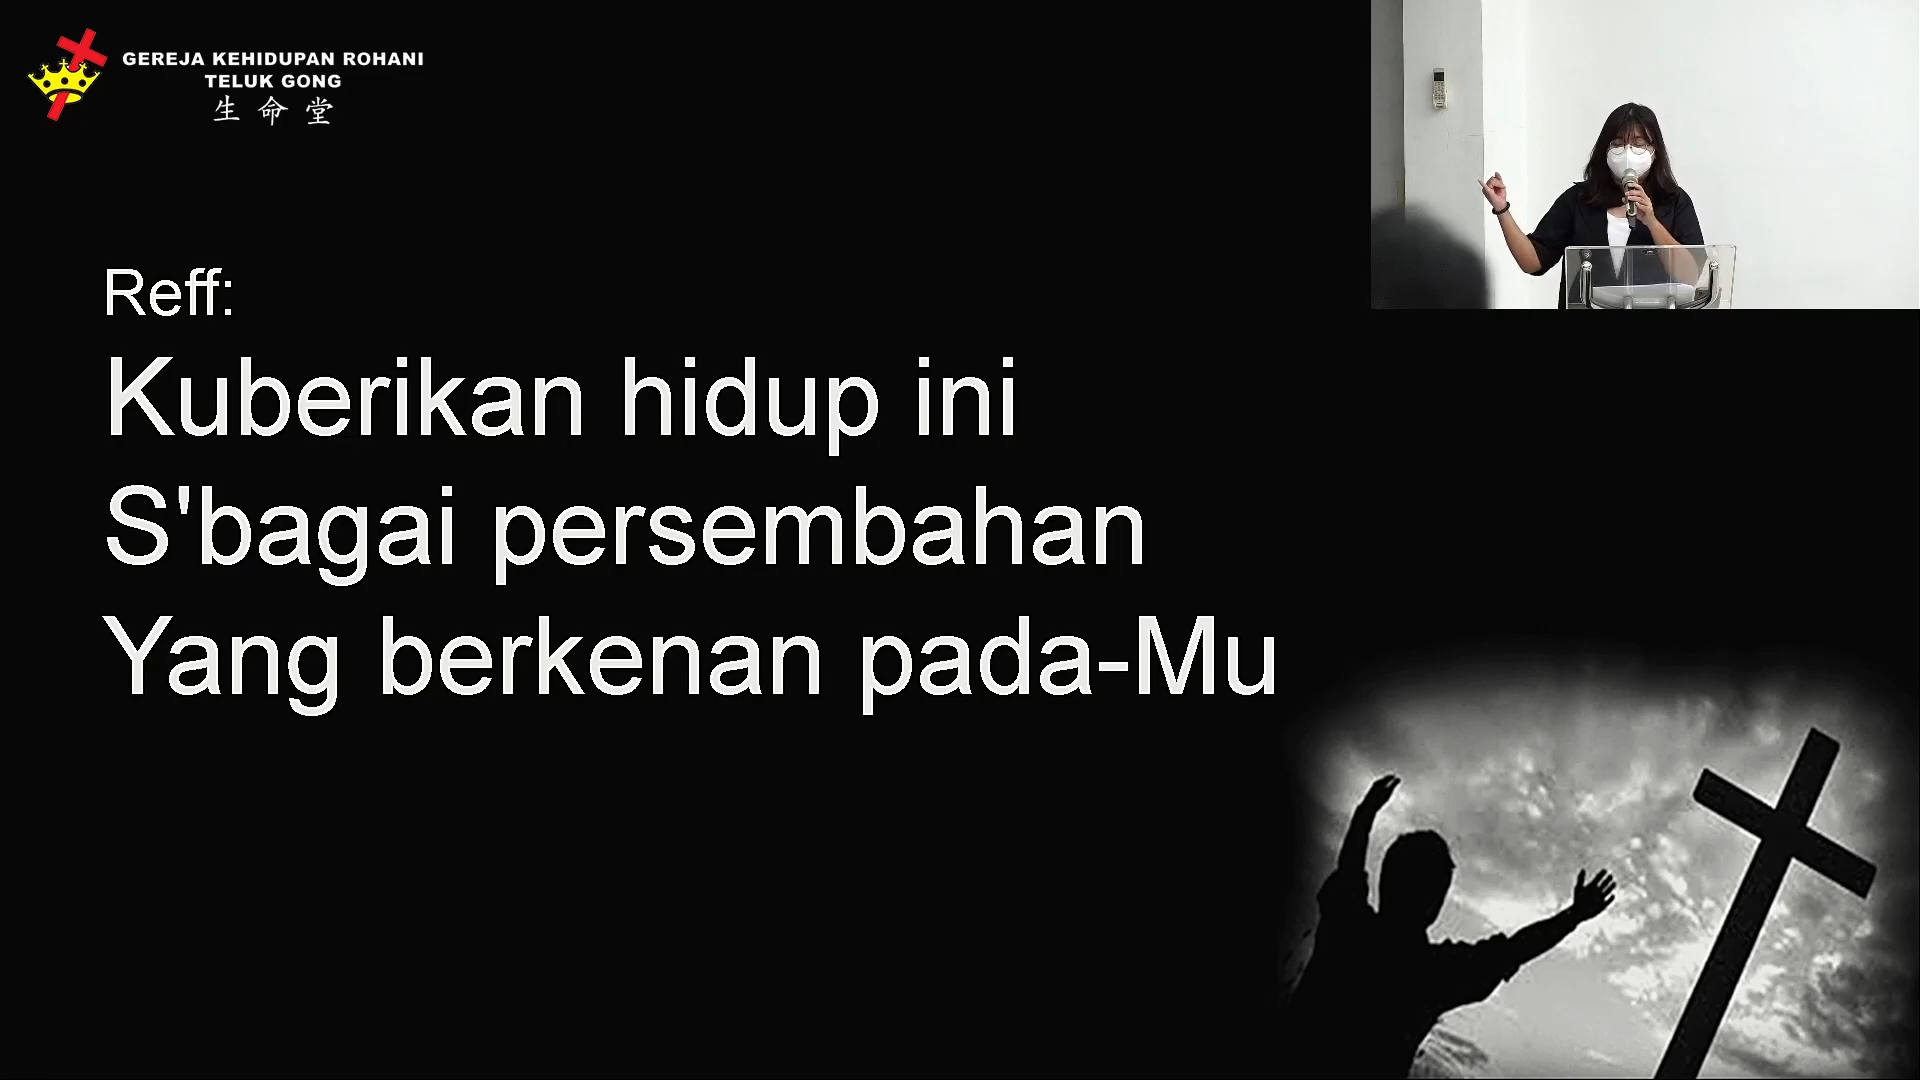 GEREJA KEHIDUPAN ROHANI
TELUK GONG
生命堂
Reff:
Kuberikan hidup ini
S'bagai persembahan
Yang berkenan pada-Mu